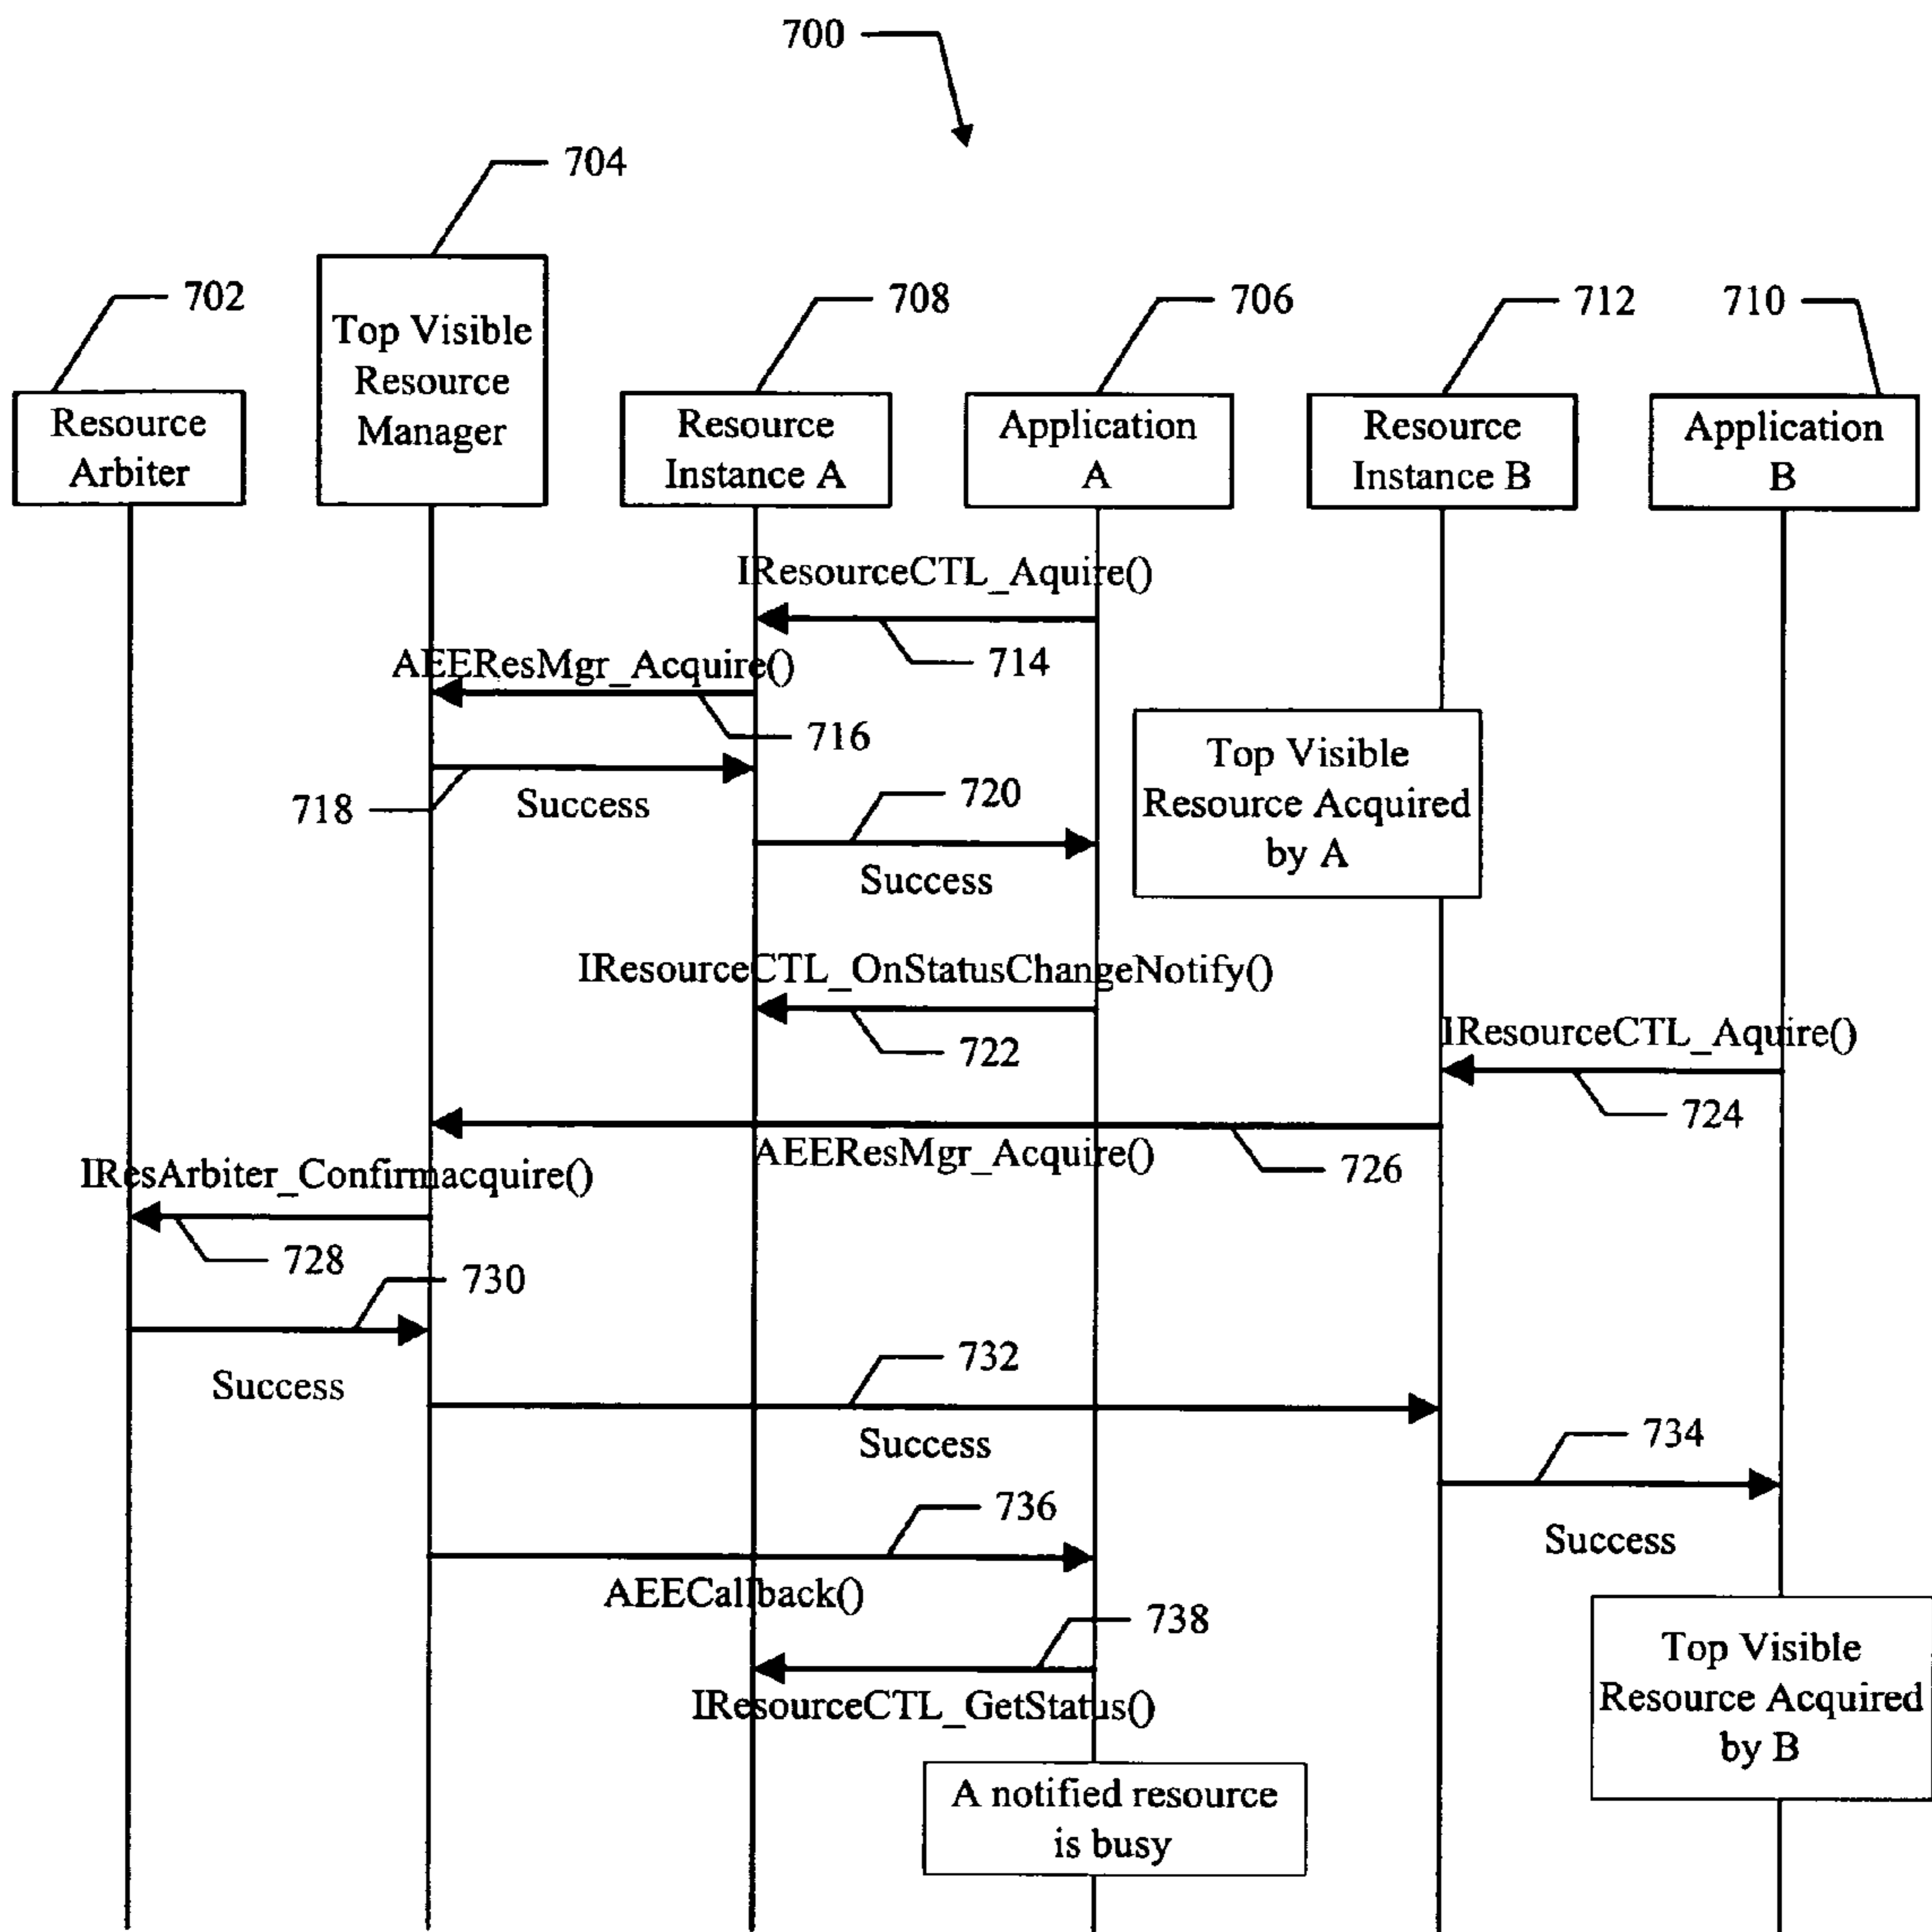 700
704
702
708
706
712
710
Top Visible
Resource
Manager
Resource
Arbiter
Resource
Instance A
Application
A
Resource
Instance B
Application
B
IResourceCTL_Aquire()
714
AEEResMgr_Acquire()
716
718
Success
720
Success
Top Visible
Resource Acquired
by A
IResourceCTL_OnStatusChangeNotify()
722
IResourceCTL_Aquire()
724
AEEResMgr_Acquire()
726
IResArbiter_Confirmacquire()
728
730
Success
732
Success
734
Success
736
AEECallback()
738
IResourceCTL_GetStatus()
Top Visible
Resource Acquired
by B
A notified resource
is busy